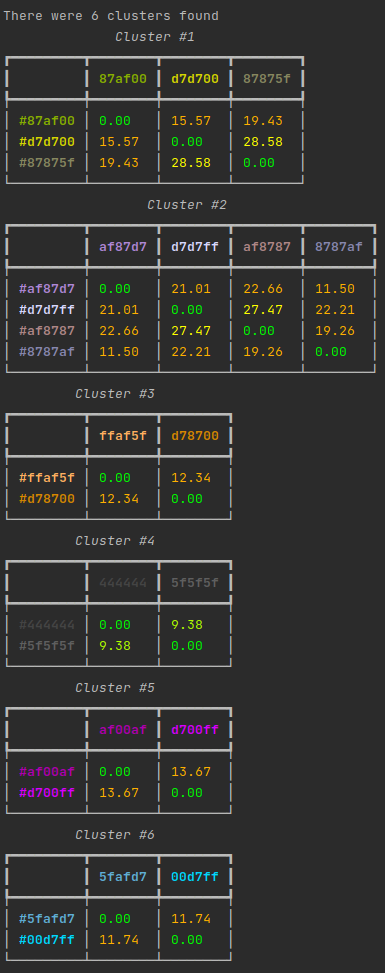 There were 6 clusters found
Cluster #1
87af00 d7d700 87875f
#87af00 0.00 15.57 19.43
#d7d700 15.57 0.00 28.58
#87875f 19.43 28.58 0.00
Cluster #2
af87d7 d7d7ff af8787 8787af
#af87d7 0.00 21.01 22.66 11.50
#d7d7ff 21.01 0.00 27.47 22.21
#af8787 22.66 27.47 0.00 19.26
#8787af 11.50 22.21 19.26 0.00
Cluster #3
ffaf5f d78700
#ffaf5f 0.00 12.34
#d78700 12.34 0.00
Cluster #4
444444 5f5f5f
#444444 0.00 9.38
#5f5f5f 9.38 0.00
Cluster #5
af00af d700ff
#af00af 0.00 13.67
#d700ff 13.67 0.00
Cluster #6
5fafd7 00d7ff
#5fafd7 0.00 11.74
#00d7ff 11.74 0.00